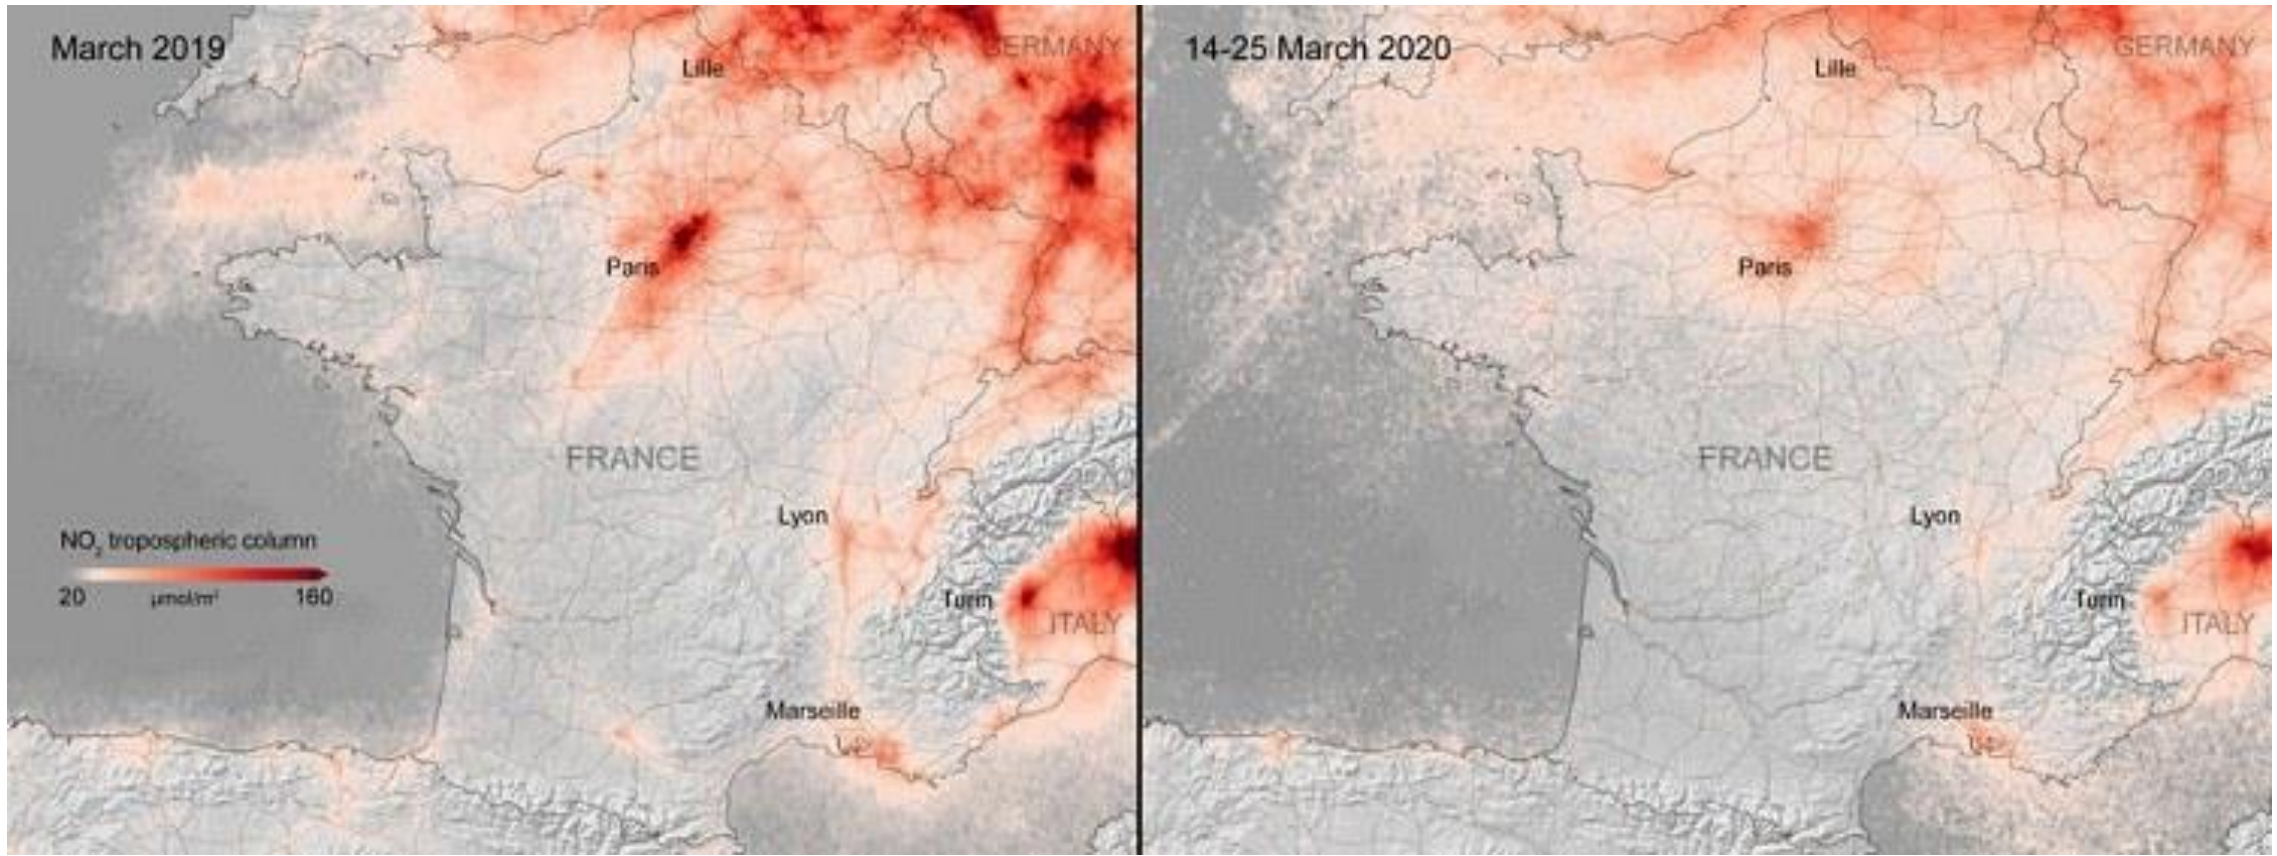 March 2019
GERMANY
Lille
Paris
FRANCE
Lyon
NO₂ tropospheric column
20 µmol/m² 160
Turin
ITALY
Marseille
14-25 March 2020
GERMANY
Lille
Paris
FRANCE
Lyon
Turin
ITALY
Marseille